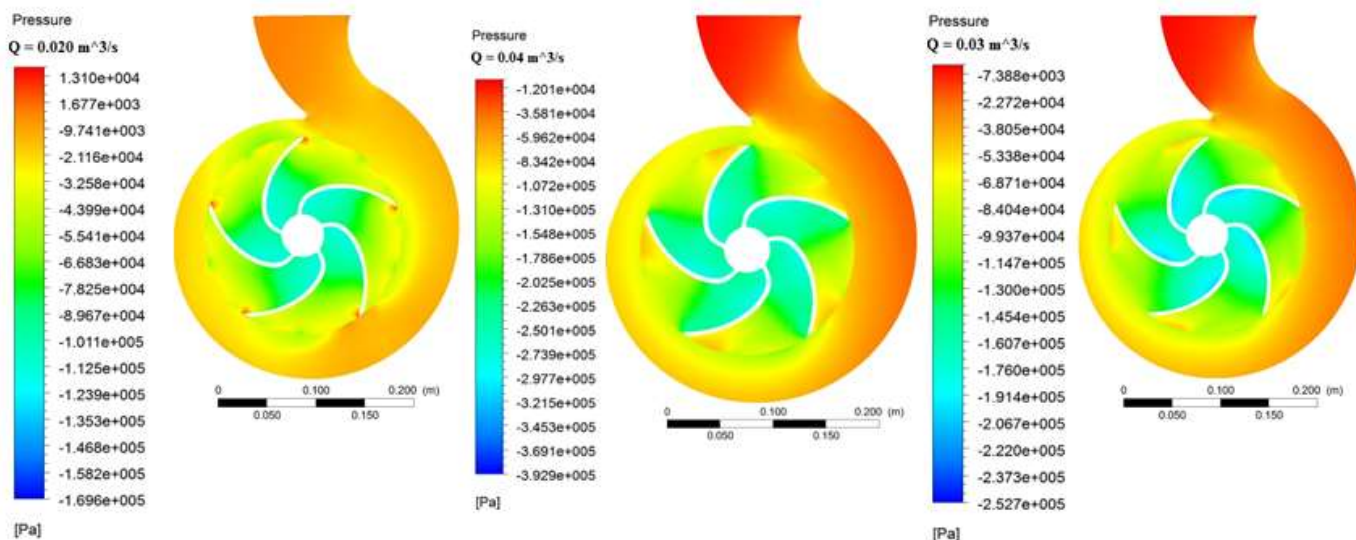 Pressure
Q = 0.020 m^3/s
1.310e+004
1.677e+003
-9.741e+003
-2.116e+004
-3.258e+004
-4.399e+004
-5.541e+004
-6.683e+004
-7.825e+004
-8.967e+004
-1.011e+005
-1.125e+005
-1.239e+005
-1.353e+005
-1.468e+005
-1.582e+005
-1.696e+005
[Pa]
0 0.100 0.200 (m)
0.050 0.150
Pressure
Q = 0.04 m^3/s
-1.201e+004
-3.581e+004
-5.962e+004
-8.342e+004
-1.072e+005
-1.310e+005
-1.548e+005
-1.786e+005
-2.025e+005
-2.263e+005
-2.501e+005
-2.739e+005
-2.977e+005
-3.215e+005
-3.453e+005
-3.691e+005
-3.929e+005
[Pa]
0 0.100 0.200 (m)
0.050 0.150
Pressure
Q = 0.03 m^3/s
-7.388e+003
-2.272e+004
-3.805e+004
-5.338e+004
-6.871e+004
-8.404e+004
-9.937e+004
-1.147e+005
-1.300e+005
-1.454e+005
-1.607e+005
-1.760e+005
-1.914e+005
-2.067e+005
-2.220e+005
-2.373e+005
-2.527e+005
[Pa]
0 0.100 0.200 (m)
0.050 0.150